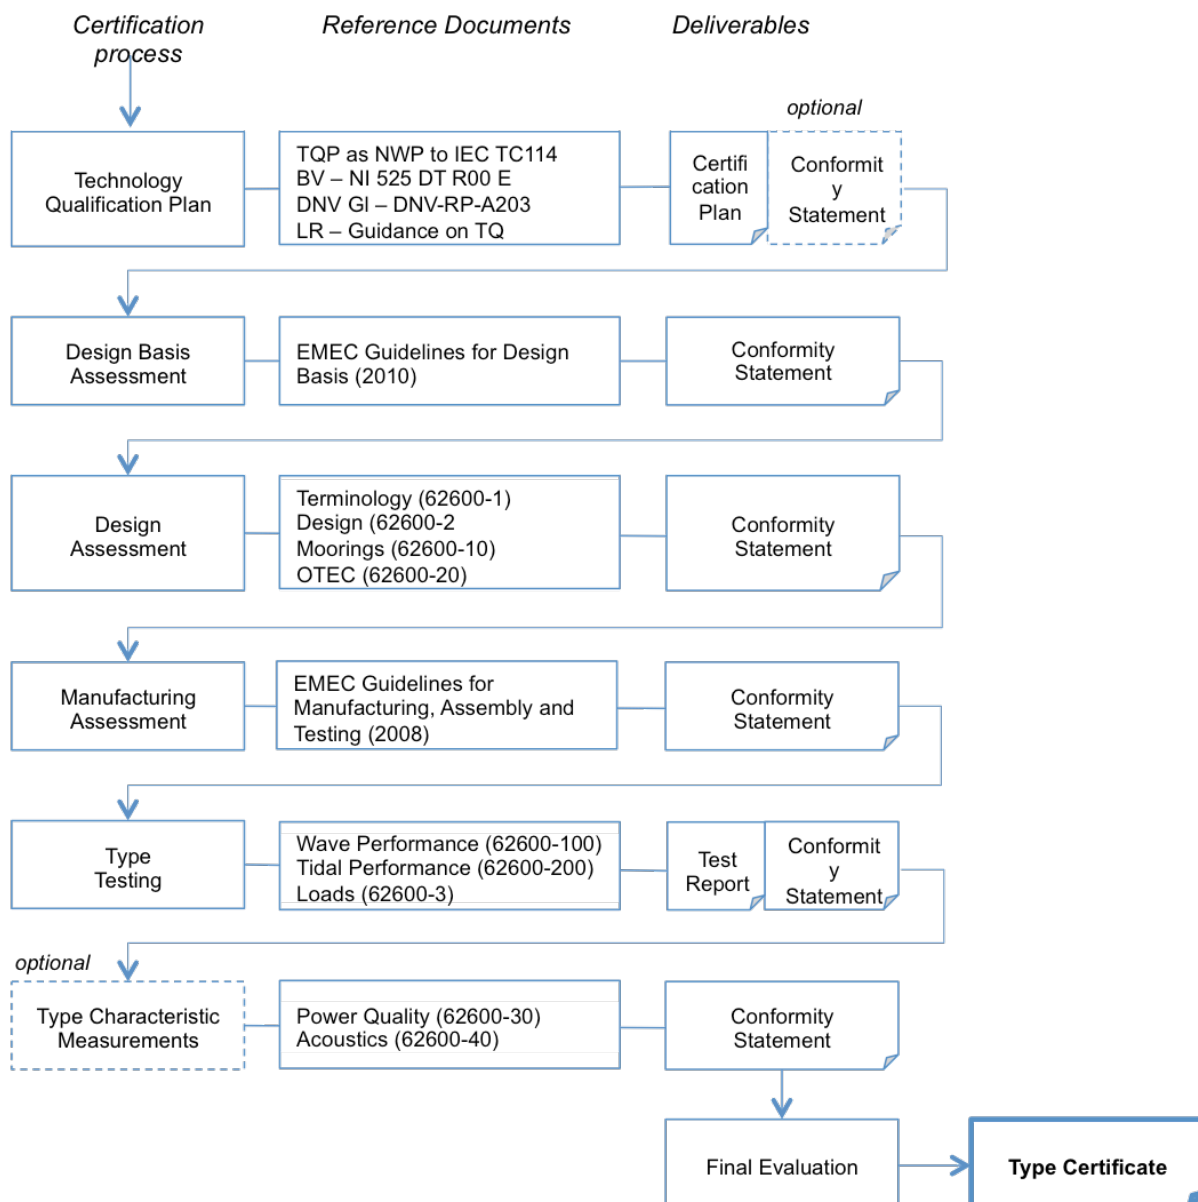 Certification
process
Reference Documents
Deliverables
optional
Technology
Qualification Plan
TQP as NWP to IEC TC114
BV – NI 525 DT R00 E
DNV Gl – DNV-RP-A203
LR – Guidance on TQ
Certifi
cation
Plan
Conformit
y
Statement
Design Basis
Assessment
EMEC Guidelines for Design
Basis (2010)
Conformity
Statement
Design
Assessment
Terminology (62600-1)
Design (62600-2
Moorings (62600-10)
OTEC (62600-20)
Conformity
Statement
Manufacturing
Assessment
EMEC Guidelines for
Manufacturing, Assembly and
Testing (2008)
Conformity
Statement
Type
Testing
Wave Performance (62600-100)
Tidal Performance (62600-200)
Loads (62600-3)
Test
Report
Conformit
y
Statement
optional
Type Characteristic
Measurements
Power Quality (62600-30)
Acoustics (62600-40)
Conformity
Statement
Final Evaluation
Type Certificate